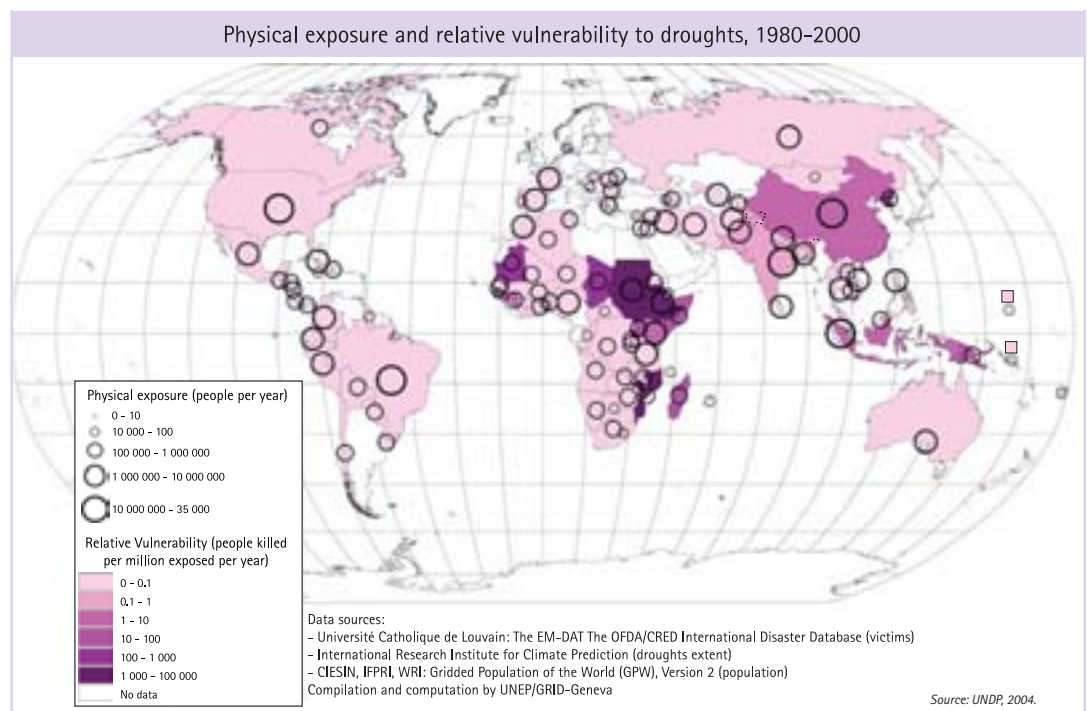 Physical exposure and relative vulnerability to droughts, 1980-2000
Physical exposure (people per year)
0 - 10
10 000 - 100
100 000 - 1 000 000
1 000 000 - 10 000 000
10 000 000 - 35 000
Relative Vulnerability (people killed
per million exposed per year)
0 - 0.1
0.1 - 1
1 - 10
10 - 100
100 - 1 000
1 000 - 100 000
No data
Data sources:
- Université Catholique de Louvain: The EM-DAT The OFDA/CRED International Disaster Database (victims)
- International Research Institute for Climate Prediction (droughts extent)
- CIESIN, IFPRI, WRI: Gridded Population of the World (GPW), Version 2 (population)
Compilation and computation by UNEP/GRID-Geneva
Source: UNDP, 2004.